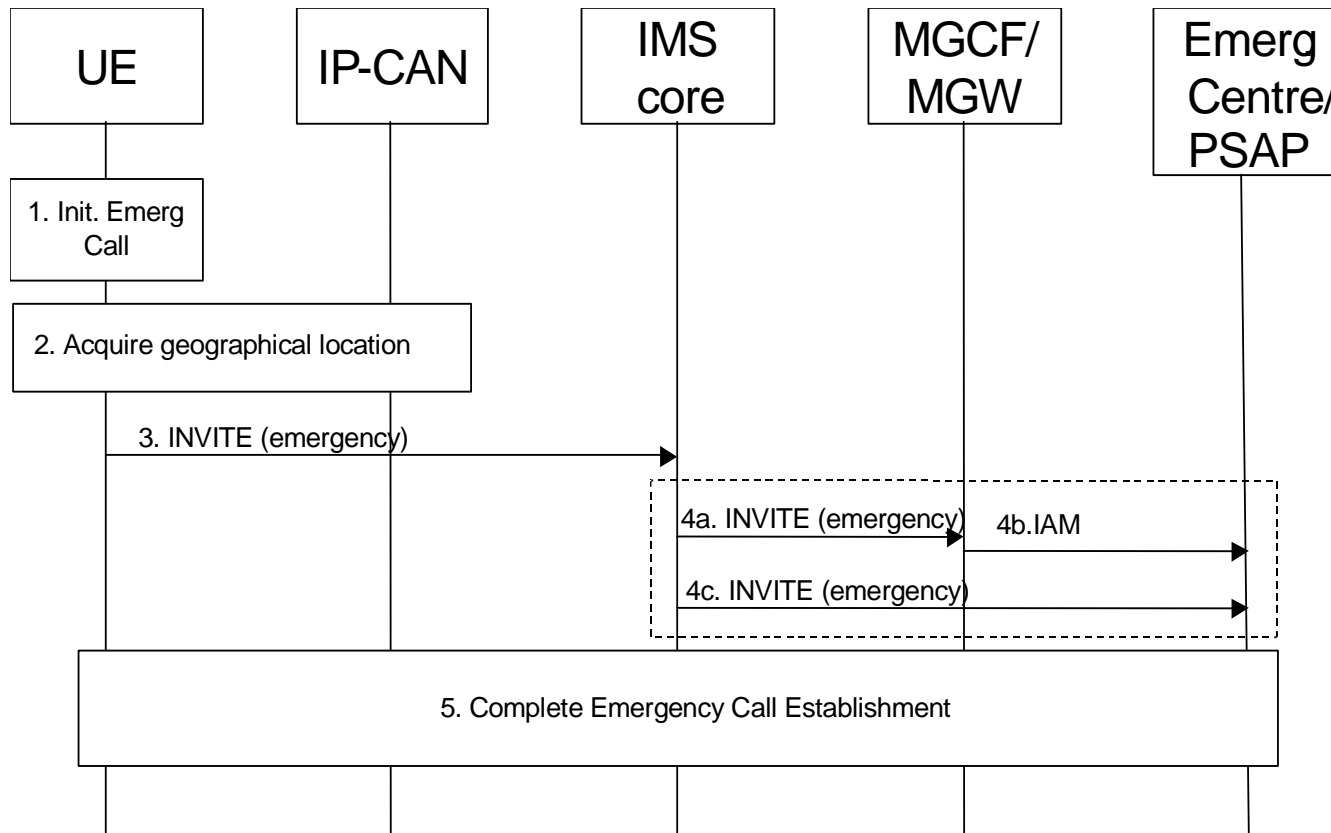 UE
IP-CAN
IMS
core
MGCF/
MGW
Emerg
Centre/
PSAP
1. Init. Emerg
Call
2. Acquire geographical location
3. INVITE (emergency)
4a. INVITE (emergency)
4b.IAM
4c. INVITE (emergency)
5. Complete Emergency Call Establishment